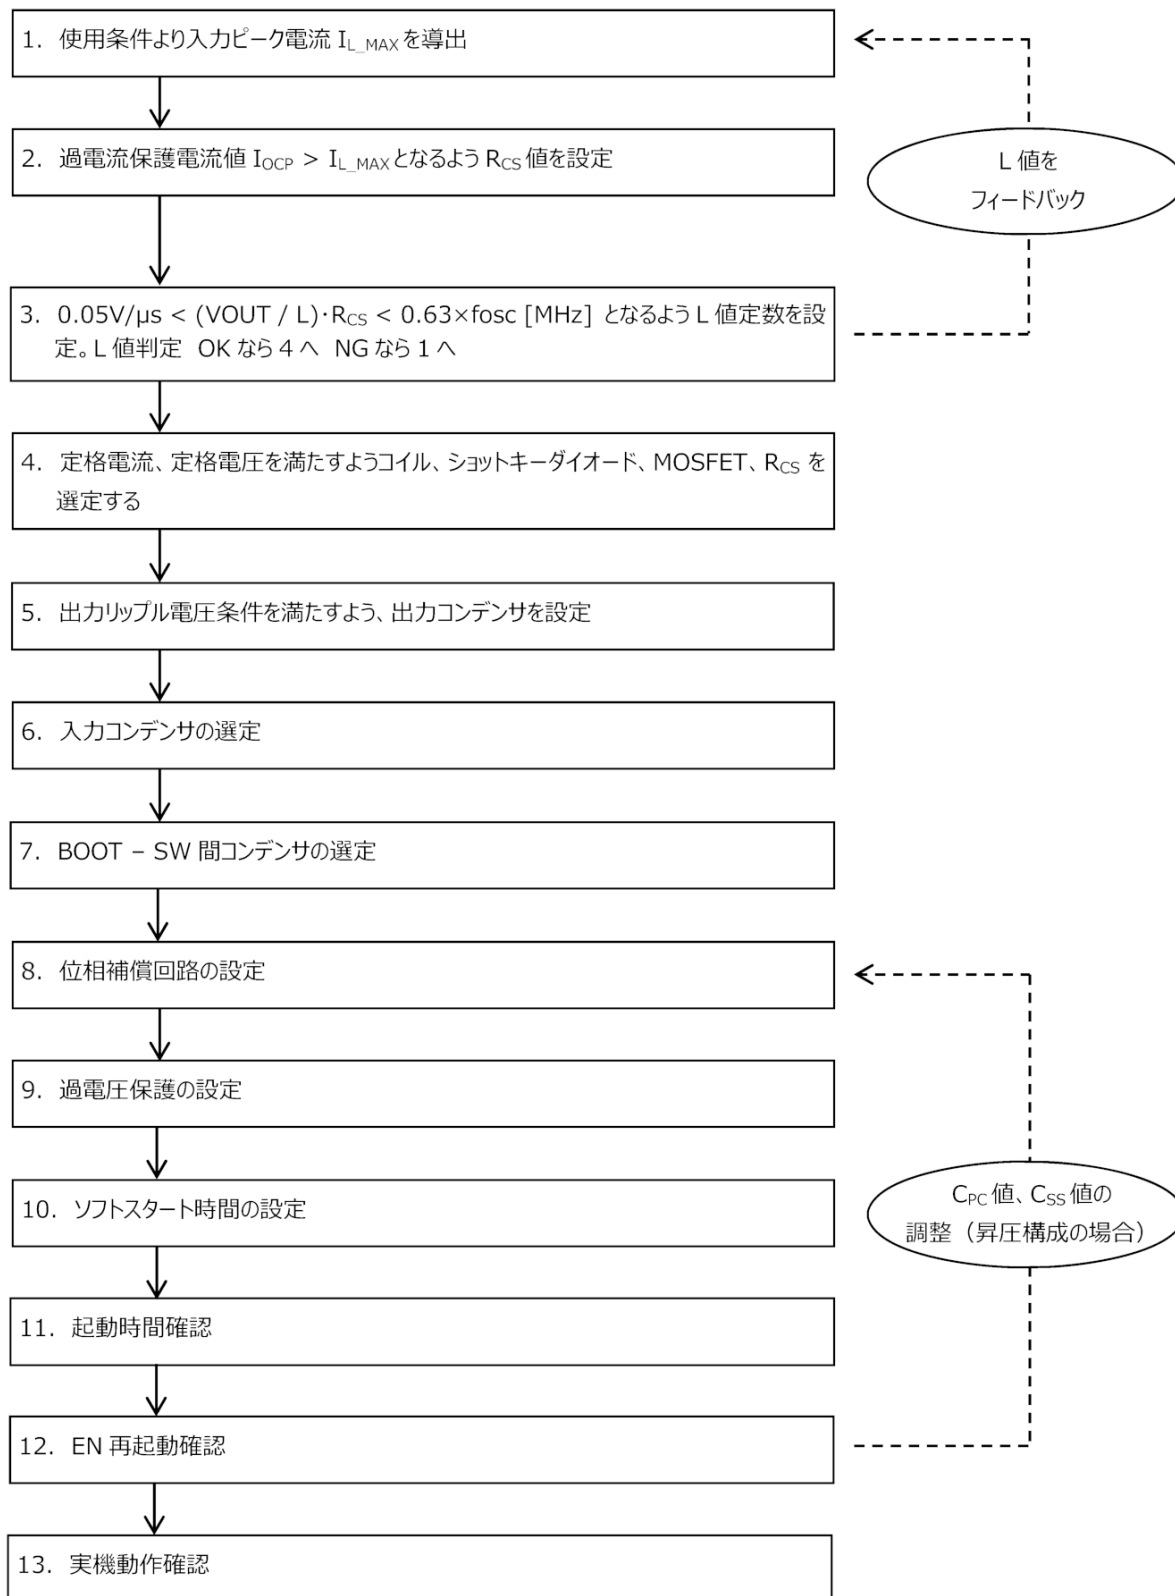 1. 使用条件より入力ピーク電流 I_L_MAX を導出
2. 過電流保護電流値 I_OCP > I_L_MAX となるよう R_CS 値を設定
L 値を
フィードバック
3. 0.05V/µs < (VOUT / L)･R_CS < 0.63×fosc [MHz] となるよう L 値定数を設
定。L 値判定 OK なら 4 へ NG なら 1 へ
4. 定格電流、定格電圧を満たすようコイル、ショットキーダイオード、MOSFET、R_CS を
選定する
5. 出力リップル電圧条件を満たすよう、出力コンデンサを設定
6. 入力コンデンサの選定
7. BOOT – SW 間コンデンサの選定
8. 位相補償回路の設定
9. 過電圧保護の設定
10. ソフトスタート時間の設定
C_PC 値、C_SS 値の
調整（昇圧構成の場合）
11. 起動時間確認
12. EN 再起動確認
13. 実機動作確認